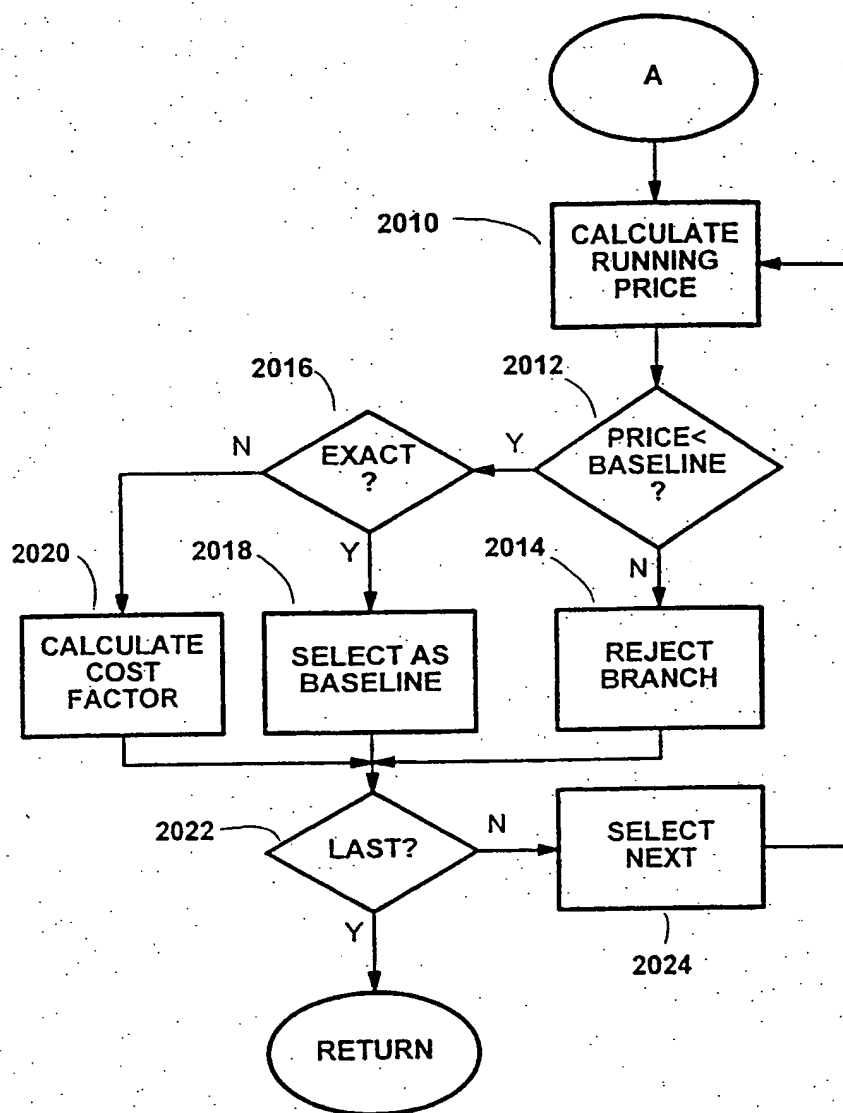 A
2010
CALCULATE
RUNNING
PRICE
2016
2012
N
EXACT
?
Y
PRICE<
BASELINE
?
2020
2018
Y
2014
N
CALCULATE
COST
FACTOR
SELECT AS
BASELINE
REJECT
BRANCH
2022
LAST?
N
SELECT
NEXT
Y
2024
RETURN